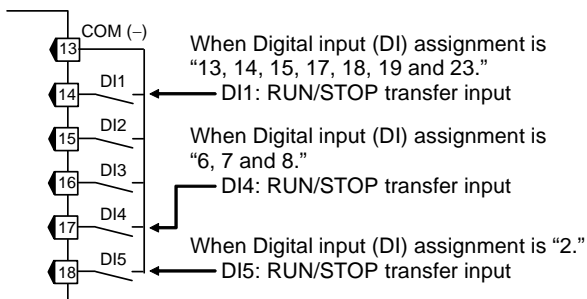 COM (−)
13
When Digital input (DI) assignment is
“13, 14, 15, 17, 18, 19 and 23.”
DI1
14
DI1: RUN/STOP transfer input
DI2
15
When Digital input (DI) assignment is
“6, 7 and 8.”
DI3
16
DI4: RUN/STOP transfer input
DI4
17
When Digital input (DI) assignment is “2.”
DI5
18
DI5: RUN/STOP transfer input